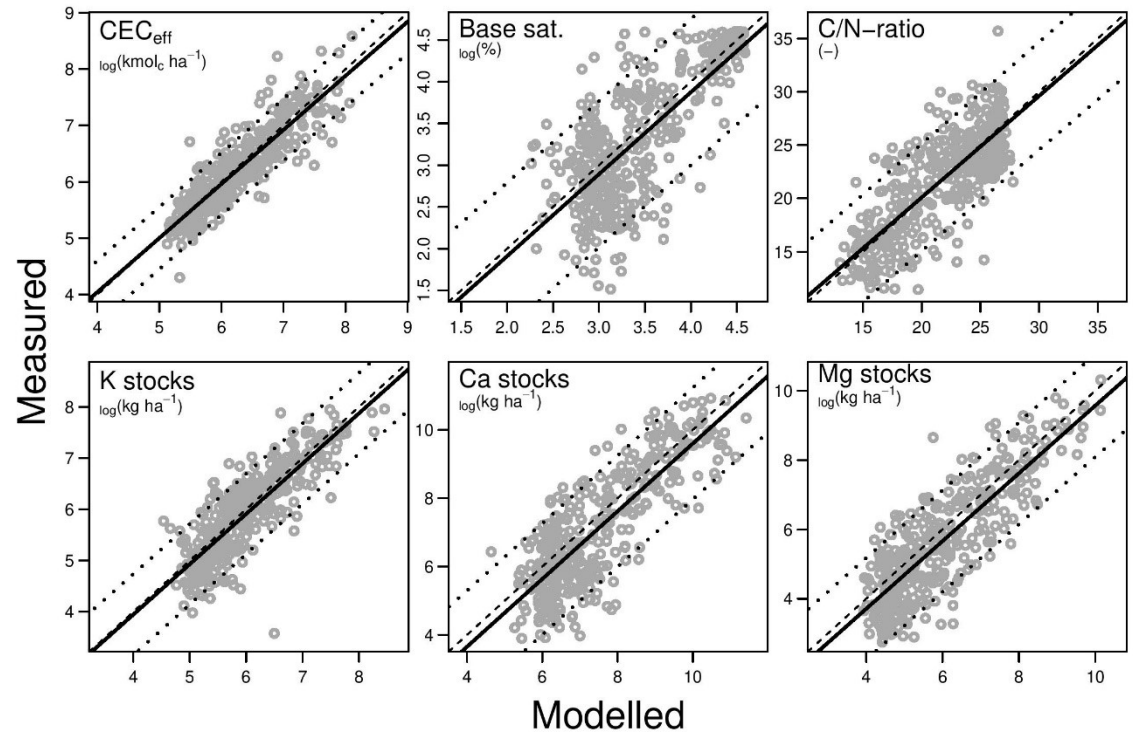 CECeff
log(kmolc ha−1)
9
8
7
6
5
4
4 5 6 7 8 9
Base sat.
log(%)
4.5
4.0
3.5
3.0
2.5
2.0
1.5
1.5 2.0 2.5 3.0 3.5 4.0 4.5
C/N−ratio
(−)
35
30
25
20
15
15 20 25 30 35
Measured
K stocks
log(kg ha−1)
8
7
6
5
4
4 5 6 7 8
Ca stocks
log(kg ha−1)
10
8
6
4
4 6 8 10
Mg stocks
log(kg ha−1)
10
8
6
4
4 6 8 10
Modelled